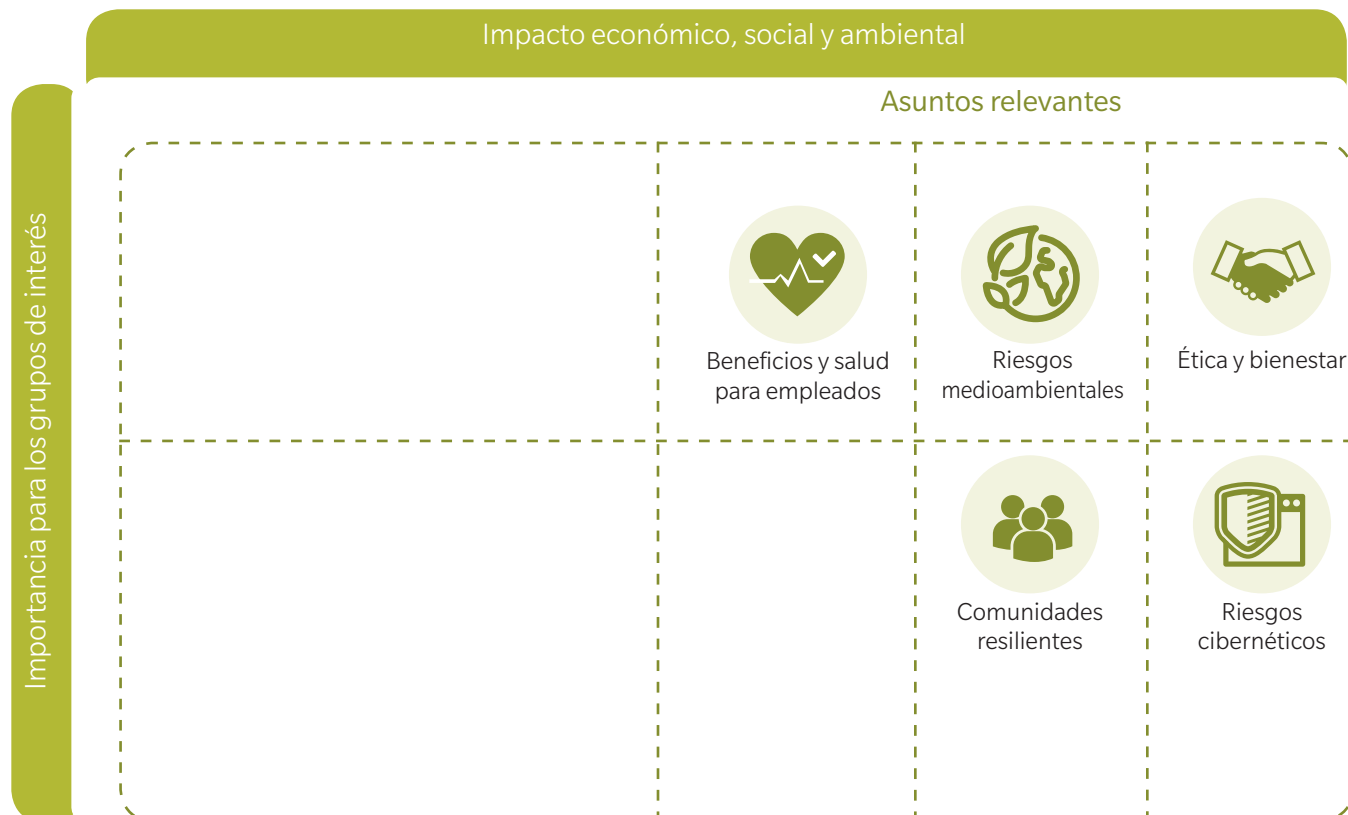 Impacto económico, social y ambiental
Asuntos relevantes
Importancia para los grupos de interés
Beneficios y salud
para empleados
Riesgos
medioambientales
Ética y bienestar
Comunidades
resilientes
Riesgos
cibernéticos